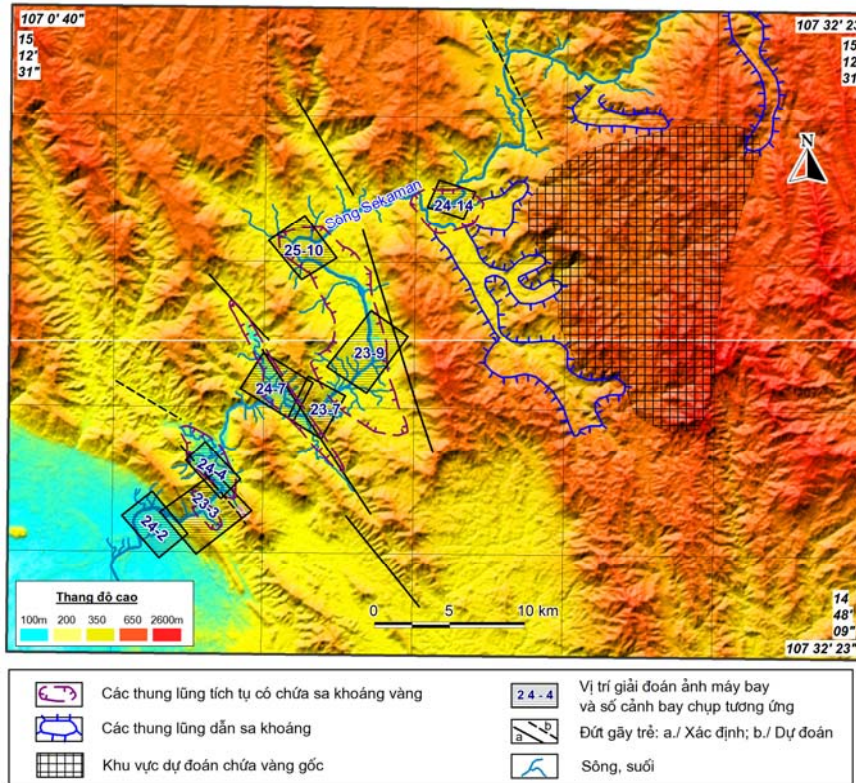 107 0' 40"
15
12'
31"
107 32' 23
15
12'
31"
N
Sông Sekaman
24-14
25-10
23-9
24-7
23-7
24-4
23-3
24-2
Thang độ cao
100m 200 350 650 2600m
0 5 10 km
14
48"
09"
107 32' 23"
Các thung lũng tích tụ có chứa sa khoáng vàng
Các thung lũng dẫn sa khoáng
Khu vực dự đoán chứa vàng gốc
24-4
Vị trí giải đoán ảnh máy bay
và số cảnh bay chụp tương ứng
a b
Đứt gãy trẻ: a./ Xác định; b./ Dự đoán
Sông, suối